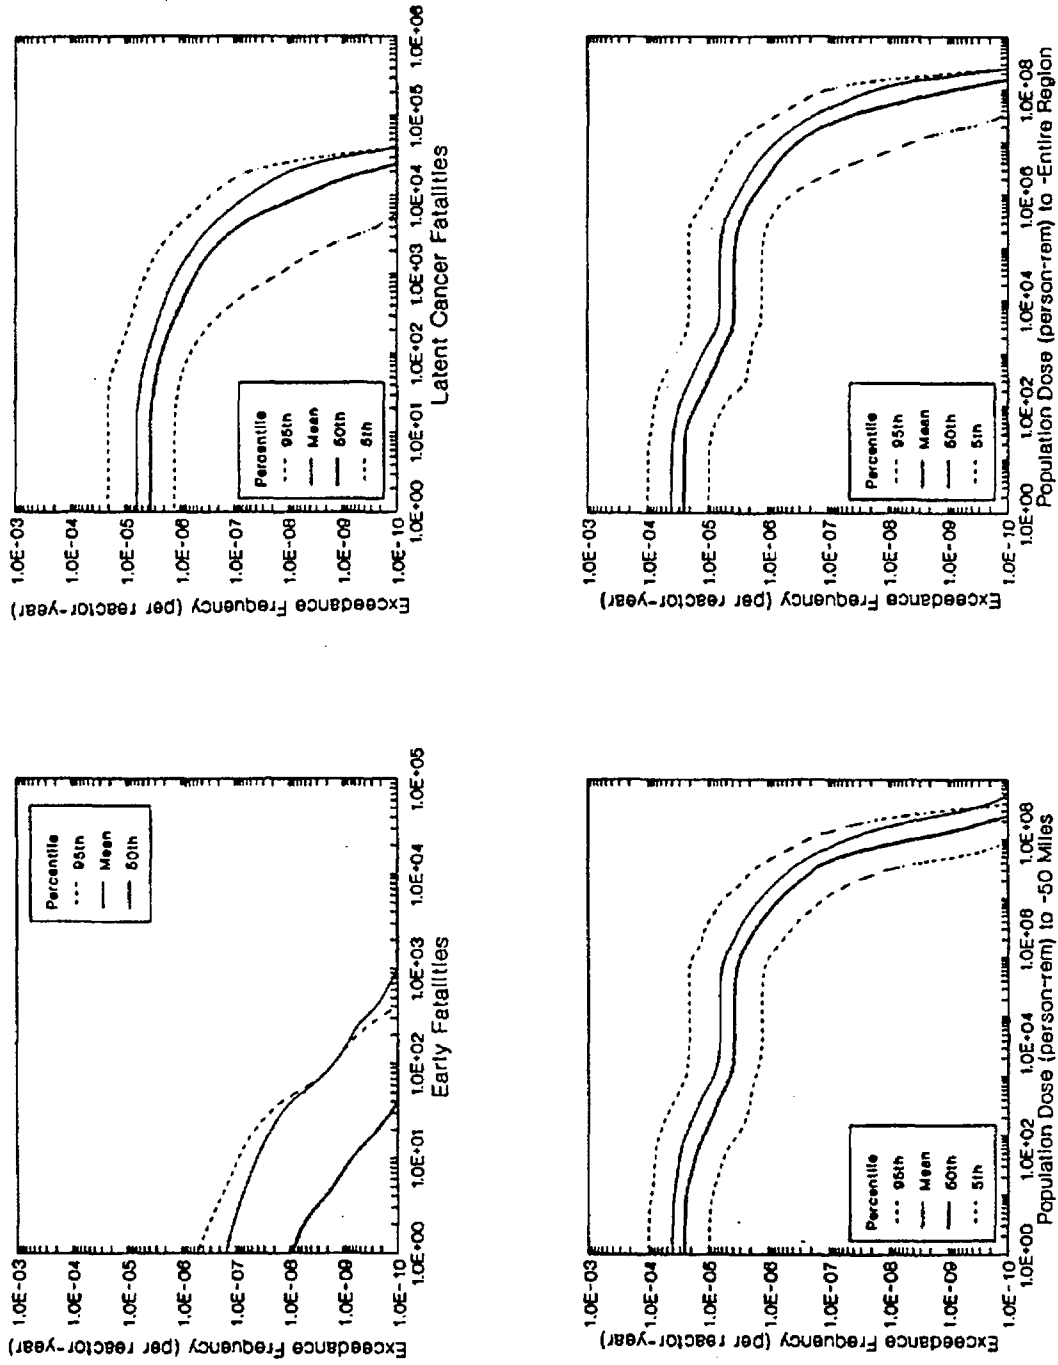 Exceedance Frequency (per reactor-year)
1.0E-03
1.0E-04
1.0E-05
1.0E-06
1.0E-07
1.0E-08
1.0E-09
1.0E-10
Percentile
95th
Mean
50th
1.0E+00
1.0E+01
1.0E+02
1.0E+03
1.0E+04
1.0E+05
Early Fatalities
Exceedance Frequency (per reactor-year)
1.0E-03
1.0E-04
1.0E-05
1.0E-06
1.0E-07
1.0E-08
1.0E-09
1.0E-10
Percentile
95th
Mean
50th
5th
1.0E+00
1.0E+01
1.0E+02
1.0E+03
1.0E+04
1.0E+05
1.0E+06
Latent Cancer Fatalities
Exceedance Frequency (per reactor-year)
1.0E-03
1.0E-04
1.0E-05
1.0E-06
1.0E-07
1.0E-08
1.0E-09
1.0E-10
Percentile
95th
Mean
50th
5th
1.0E+00
1.0E+02
1.0E+04
1.0E+06
1.0E+08
Population Dose (person-rem) to -50 Miles
Exceedance Frequency (per reactor-year)
1.0E-03
1.0E-04
1.0E-05
1.0E-06
1.0E-07
1.0E-08
1.0E-09
1.0E-10
Percentile
95th
Mean
50th
5th
1.0E+00
1.0E+02
1.0E+04
1.0E+06
1.0E+08
Population Dose (person-rem) to -Entire Region